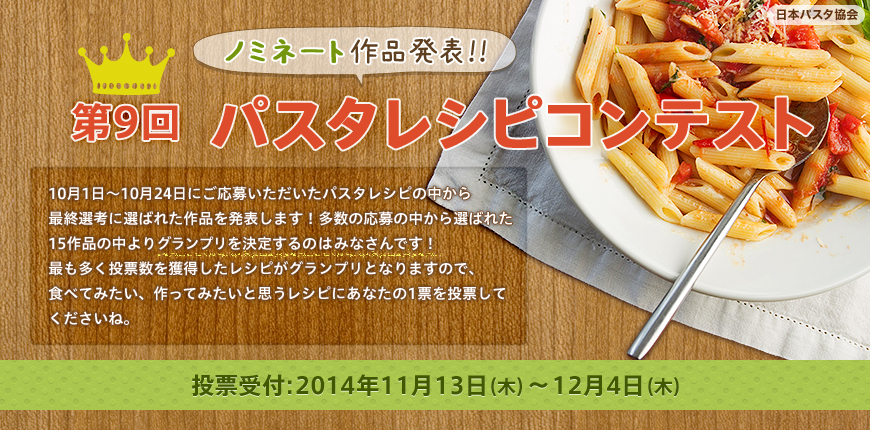 日本パスタ協会
ノミネート作品発表!!
第9回 パスタレシピコンテスト
10月1日～10月24日にご応募いただいたパスタレシピの中から
最終選考に選ばれた作品を発表します！多数の応募の中から選ばれた
15作品の中よりグランプリを決定するのはみなさんです！
最も多く投票数を獲得したレシピがグランプリとなりますので、
食べてみたい、作ってみたいと思うレシピにあなたの1票を投票して
くださいね。
投票受付:2014年11月13日(木)～12月4日(木)